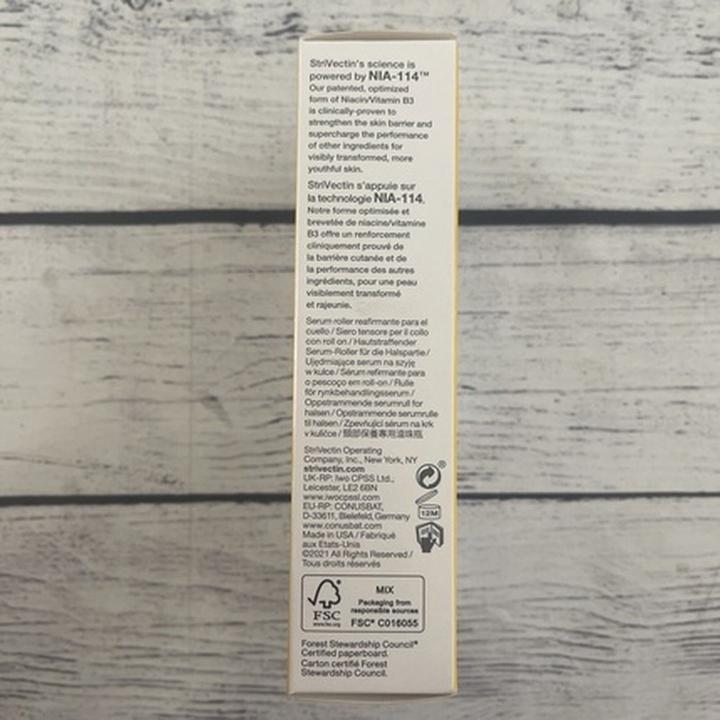 StriVectin's science is
powered by NIA-114™
Our patented, optimized
form of Niacin/Vitamin B3
is clinically-proven to
strengthen the skin barrier and
supercharge the performance
of other ingredients for
visibly transformed, more
youthful skin.
StriVectin s'appuie sur
la technologie NIA-114.
Notre forme optimisée et
brevetée de niacine/vitamine
B3 offre un renforcement
cliniquement prouvé de
la barrière cutanée et de
la performance des autres
ingrédients, pour une peau
visiblement transformé
et rajeunie.
Serum roller reafirmante para el
cuello / Siero tensore per il collo
con roll on / Hautstraffender
Serum-Roller für die Halspartie /
Ujędrniające serum na szyję
w kulce / Sérum refirmante para
o pescoço em roll-on / Rulle
för rynkbehandlingsserum /
Oppstrammende serumrull for
halsen / Opstrammende serumrulle
til halsen / Zpevňující sérum na krk
v kuličce / 頸部保養專用滾珠瓶
StriVectin Operating
Company, Inc., New York, NY
strivectin.com
UK-RP: Iwo CPSS Ltd.,
Leicester, LE2 6BN
www.iwocpssl.com
EU-RP: CONUSBAT,
D-33611, Bielefeld, Germany
www.conusbat.com
Made in USA / Fabriqué
aux Etats-Unis
©2021 All Rights Reserved /
Tous droits réservés
®
12M
FSC®
www.fsc.org
MIX
Packaging from
responsible sources
FSC® C016055
Forest Stewardship Council®
Certified paperboard.
Carton certifié Forest
Stewardship Council.